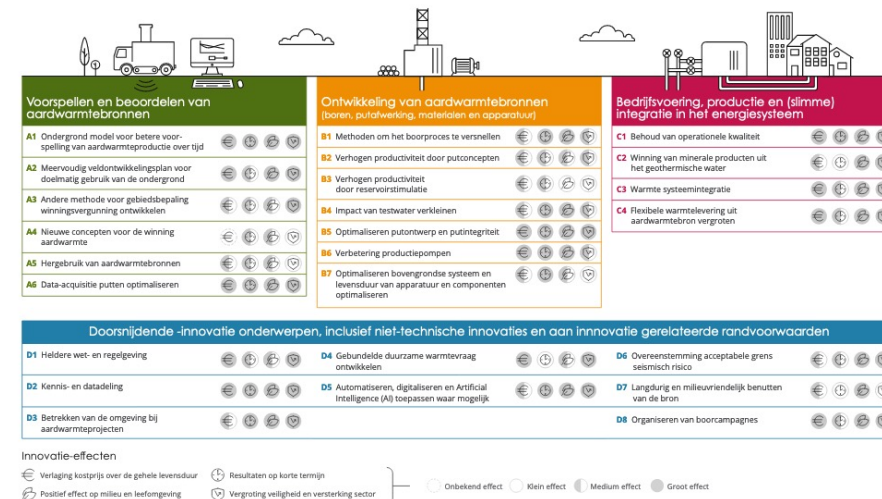 Voorspellen en beoordelen van
aardwarmtebronnen
A1 Ondergrond model voor betere voor-
spelling van aardwarmteproductie over tijd
A2 Meervoudig veldontwikkelingsplan voor
doelmatig gebruik van de ondergrond
A3 Andere methode voor gebiedsbepaling
winningsvergunning ontwikkelen
A4 Nieuwe concepten voor de winning
aardwarmte
A5 Hergebruik van aardwarmtebronnen
A6 Data-acquisitie putten optimaliseren
Ontwikkeling van aardwarmtebronnen
(boren, putafwerking, materialen en apparatuur)
B1 Methoden om het boorproces te versnellen
B2 Verhogen productiviteit door putconcepten
B3 Verhogen productiviteit
door reservoirstimulatie
B4 Impact van testwater verkleinen
B5 Optimaliseren putontwerp en putintegriteit
B6 Verbetering productiepompen
B7 Optimaliseren bovengrondse systeem en
levensduur van apparatuur en componenten
optimaliseren
Bedrijfsvoering, productie en (slimme)
integratie in het energiesysteem
C1 Behoud van operationele kwaliteit
C2 Winning van minerale producten uit
het geothermische water
C3 Warmte systeemintegratie
C4 Flexibele warmtelevering uit
aardwarmtebron vergroten
Doorsnijdende -innovatie onderwerpen, inclusief niet-technische innovaties en aan innnovatie gerelateerde randvoorwaarden
D1 Heldere wet- en regelgeving
D2 Kennis- en datadeling
D3 Betrekken van de omgeving bij
aardwarmteprojecten
D4 Gebundelde duurzame warmtevraag
ontwikkelen
D5 Automatiseren, digitaliseren en Artificial
Intelligence (AI) toepassen waar mogelijk
D6 Overeenstemming acceptabele grens
seismisch risico
D7 Langdurig en milieuvriendelijk benutten
van de bron
D8 Organiseren van boorcampagnes
Innovatie-effecten
Verlaging kostprijs over de gehele levensduur
Resultaten op korte termijn
Positief effect op milieu en leefomgeving
Vergroting veiligheid en versterking sector
Onbekend effect
Klein effect
Medium effect
Groot effect